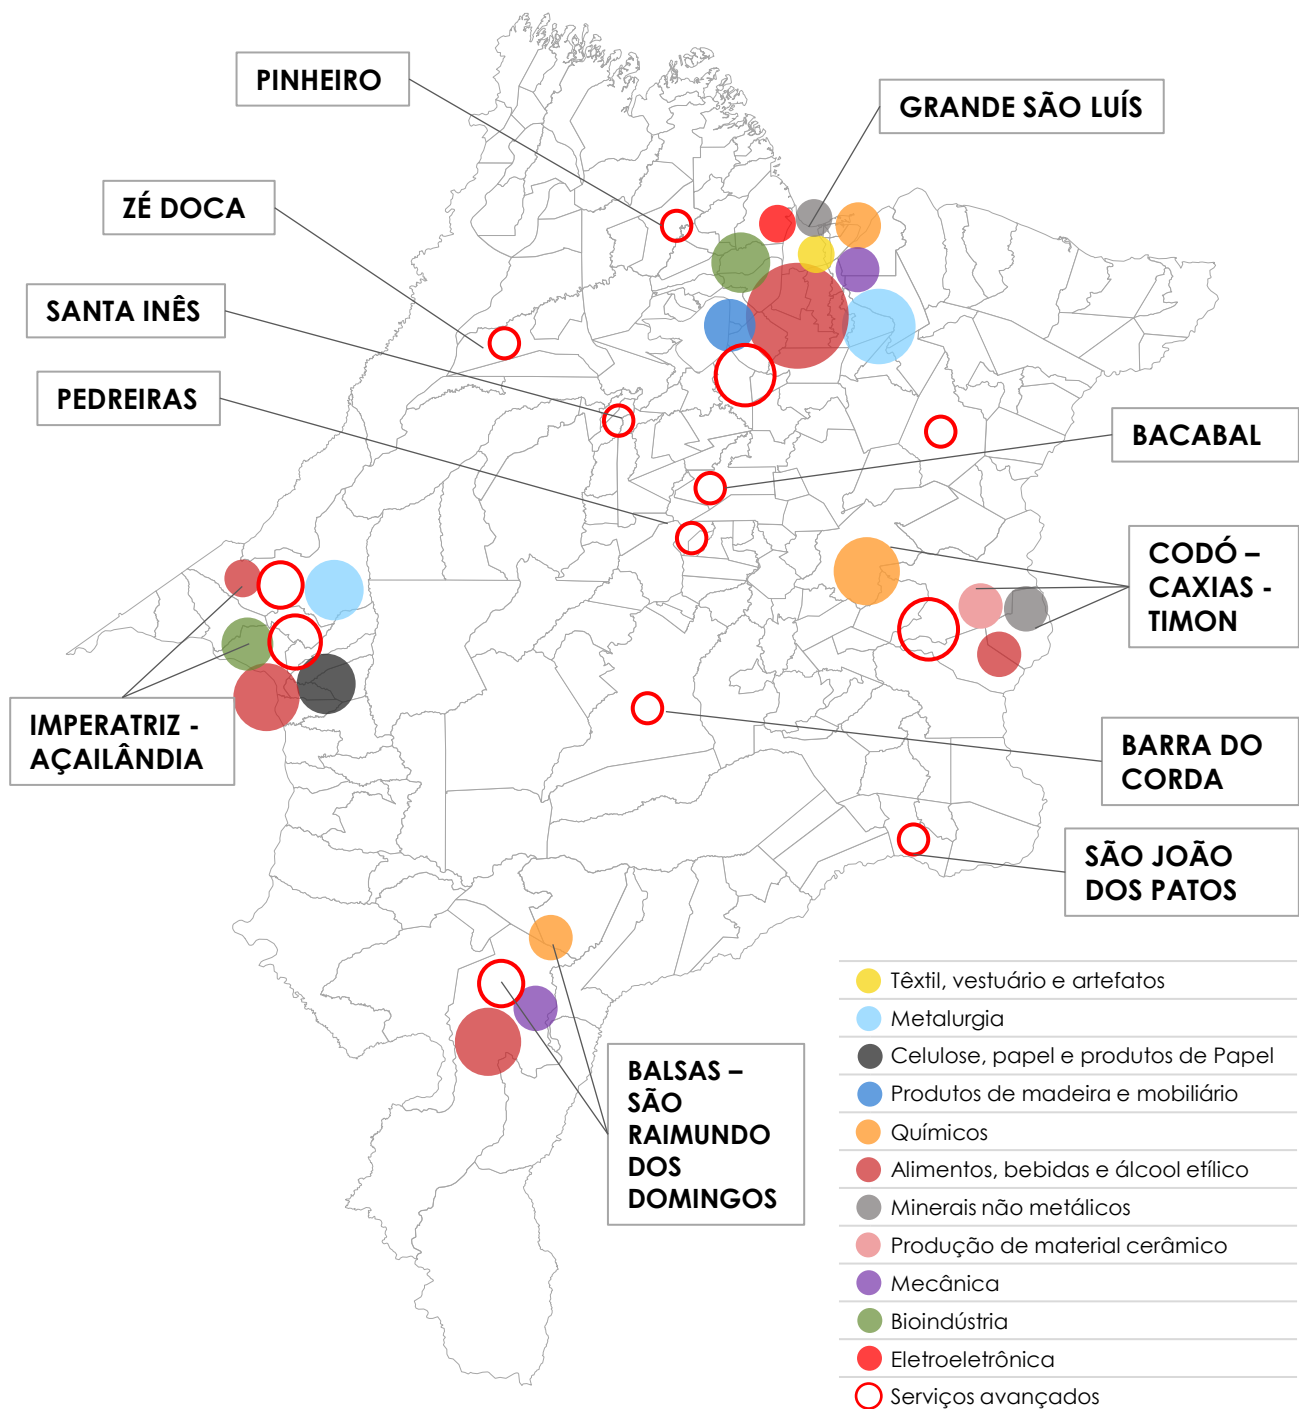 PINHEIRO
GRANDE SÃO LUÍS
ZÉ DOCA
SANTA INÊS
PEDREIRAS
BACABAL
CODÓ –
CAXIAS -
TIMON
IMPERATRIZ -
AÇAILÂNDIA
BARRA DO
CORDA
SÃO JOÃO
DOS PATOS
BALSAS –
SÃO
RAIMUNDO
DOS
DOMINGOS
Têxtil, vestuário e artefatos
Metalurgia
Celulose, papel e produtos de Papel
Produtos de madeira e mobiliário
Químicos
Alimentos, bebidas e álcool etílico
Minerais não metálicos
Produção de material cerâmico
Mecânica
Bioindústria
Eletroeletrônica
Serviços avançados